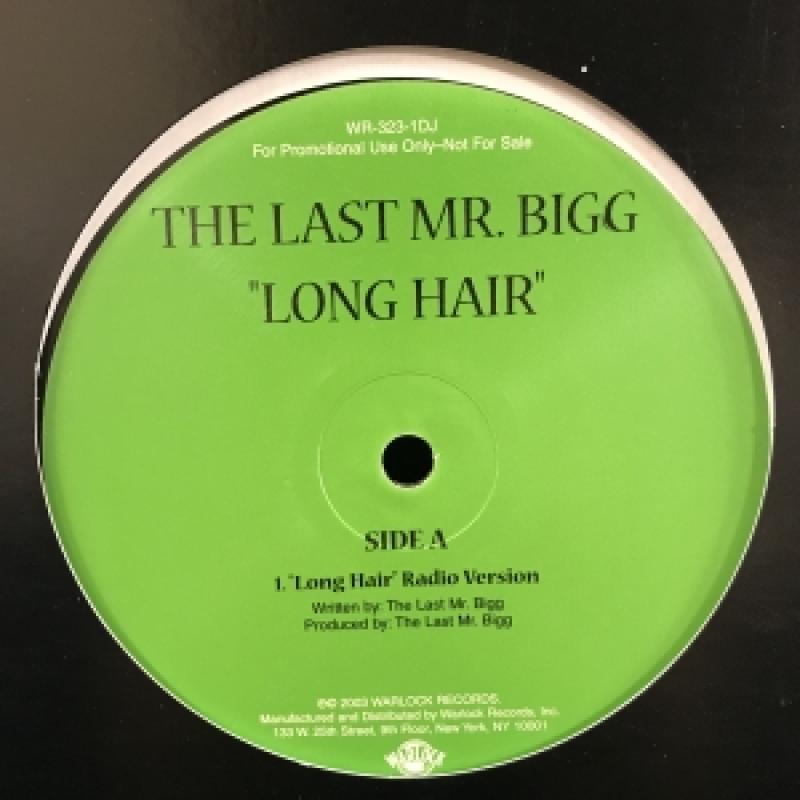 WR-323-1DJ
For Promotional Use Only–Not For Sale
THE LAST MR. BIGG
"LONG HAIR"
SIDE A
1. "Long Hair" Radio Version
Written by: The Last Mr. Bigg
Produced by: The Last Mr. Bigg
℗© 2003 WARLOCK RECORDS.
Manufactured and Distributed by Warlock Records, Inc.
133 W. 25th Street, 9th Floor, New York, NY 10001
WARLOCK